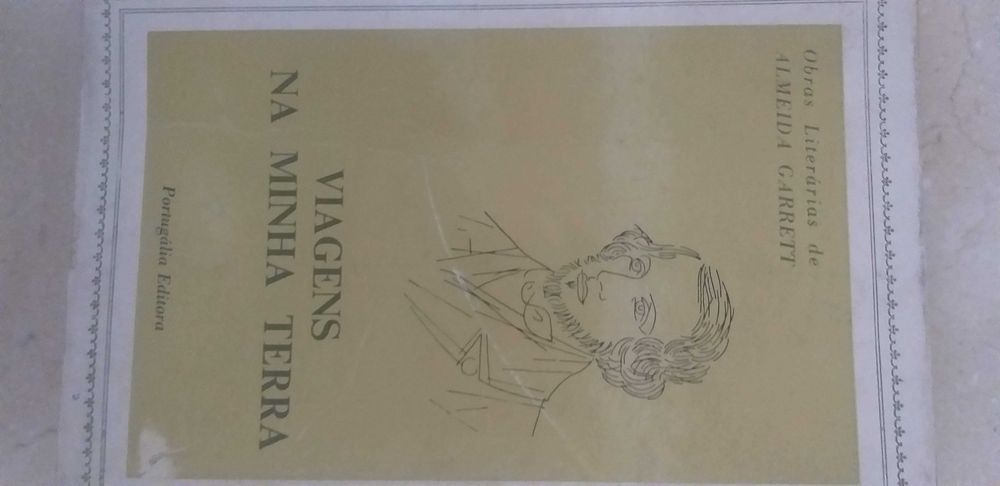 Obras Literárias de
ALMEIDA GARRETT
VIAGENS
NA MINHA TERRA
Portugália Editora